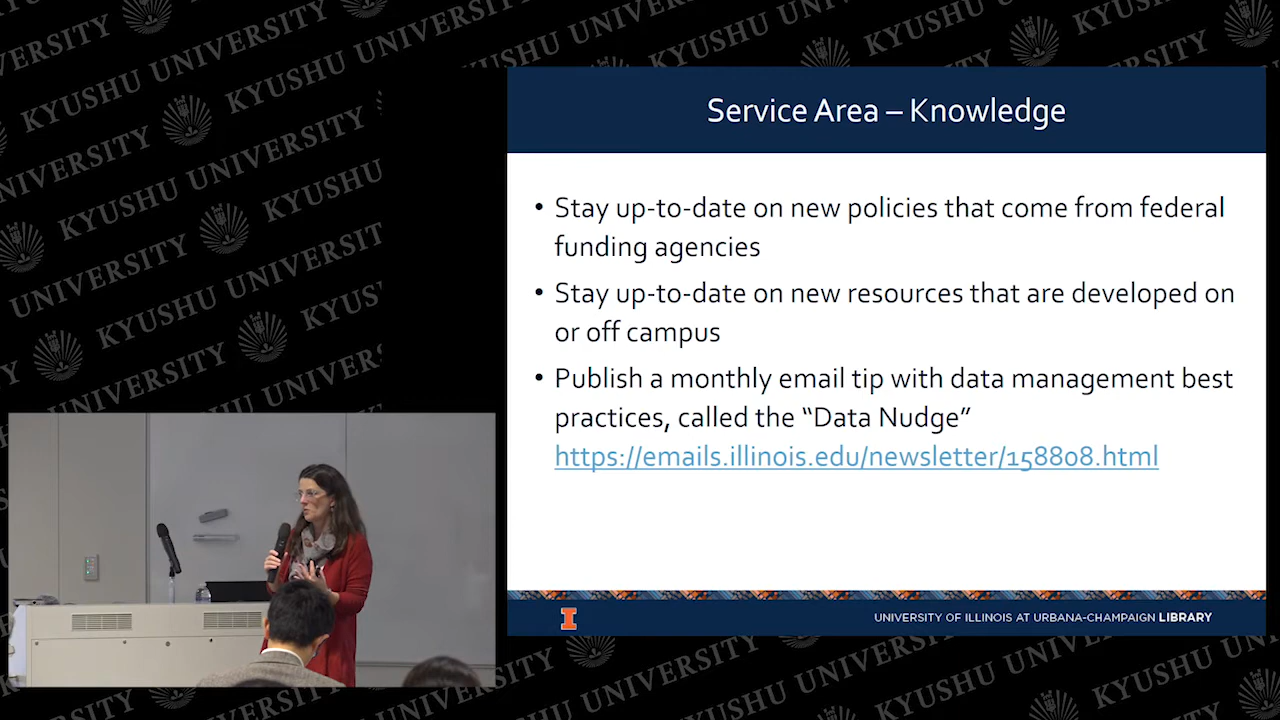 Service Area – Knowledge
• Stay up-to-date on new policies that come from federal
funding agencies
• Stay up-to-date on new resources that are developed on
or off campus
• Publish a monthly email tip with data management best
practices, called the “Data Nudge”
https://emails.illinois.edu/newsletter/158808.html
I
UNIVERSITY OF ILLINOIS AT URBANA-CHAMPAIGN LIBRARY
KYUSHU UNIVERSITY